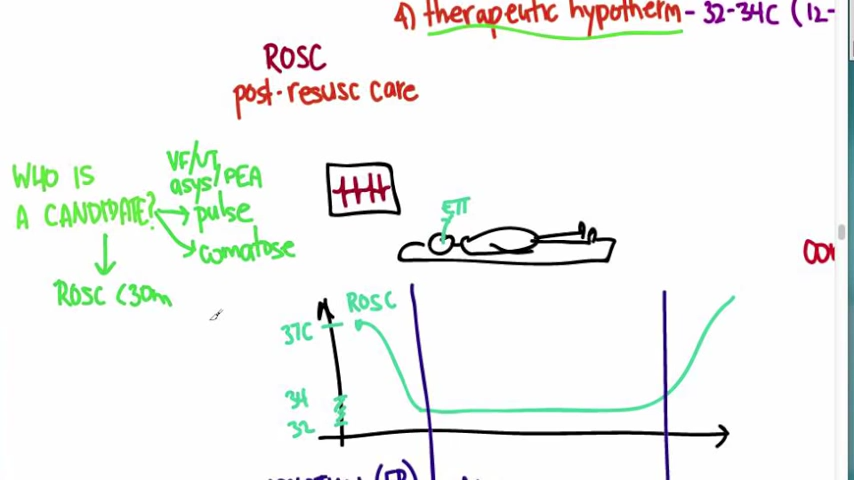 4) therapeutic hypotherm - 32-34C (12-
ROSC
post-resusc care
WHO IS
A CANDIDATE?
VF/VT
asys/PEA
pulse
comatose
ROSC <30m
ETT
ROSC
37C
34
32